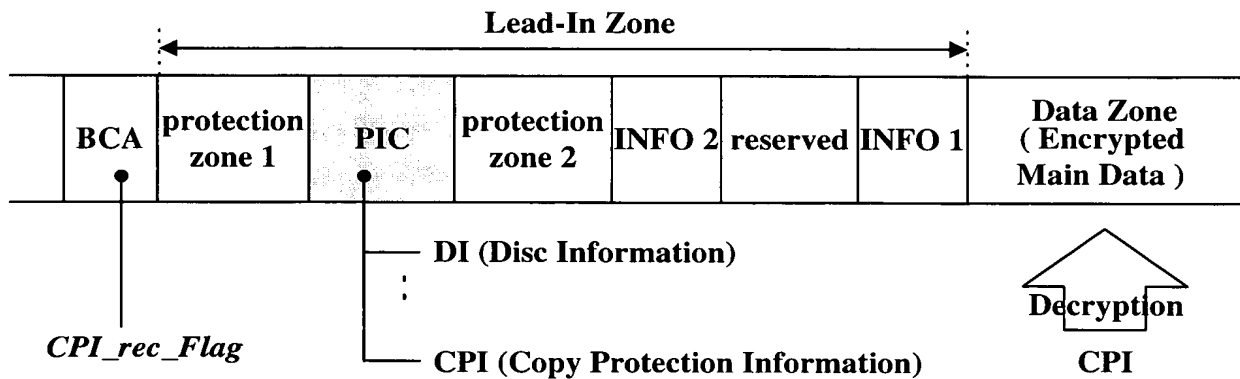 Lead-In Zone
BCA
protection
zone 1
PIC
protection
zone 2
INFO 2
reserved
INFO 1
Data Zone
( Encrypted
Main Data )
DI (Disc Information)
Decryption
CPI_rec_Flag
CPI (Copy Protection Information)
CPI